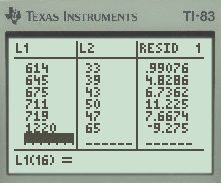 TEXAS INSTRUMENTS TI-83
L1 L2 RESID 1
614 33 .99076
645 39 4.8286
675 43 6.7362
711 50 11.225
719 47 7.6674
1220 65 -9.275
------ ------
L1(16) =